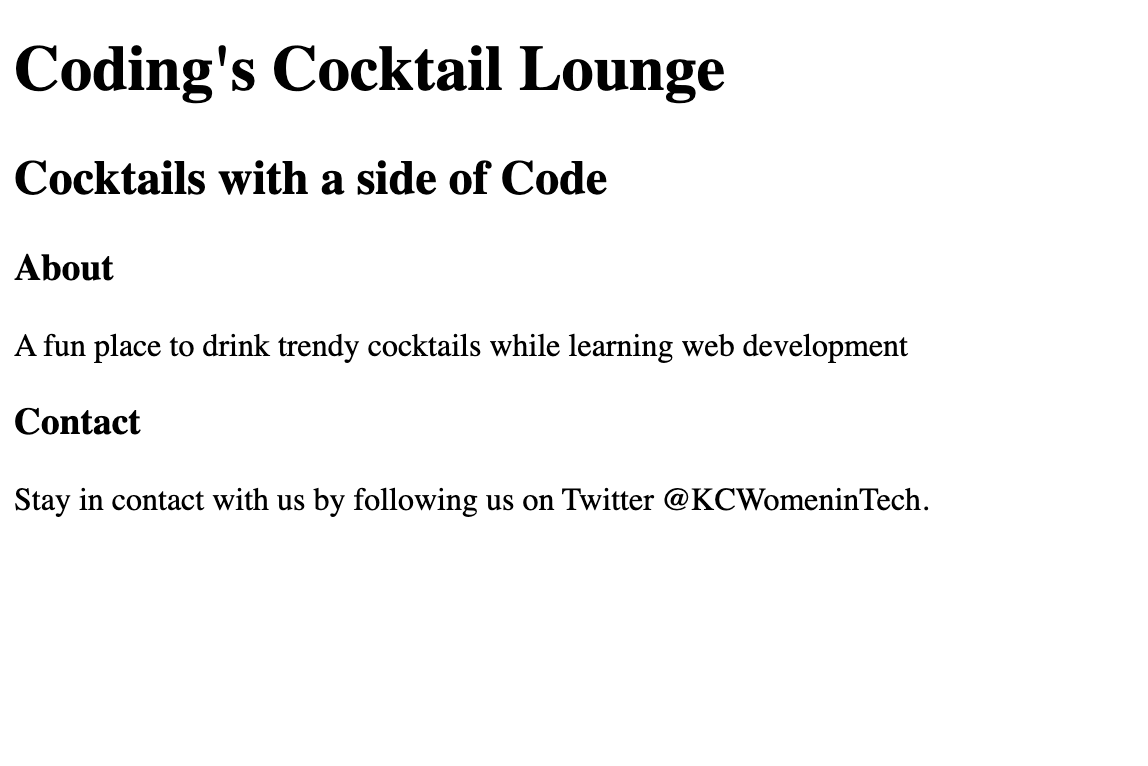 Coding's Cocktail Lounge
Cocktails with a side of Code
About
A fun place to drink trendy cocktails while learning web development
Contact
Stay in contact with us by following us on Twitter @KCWomeninTech.